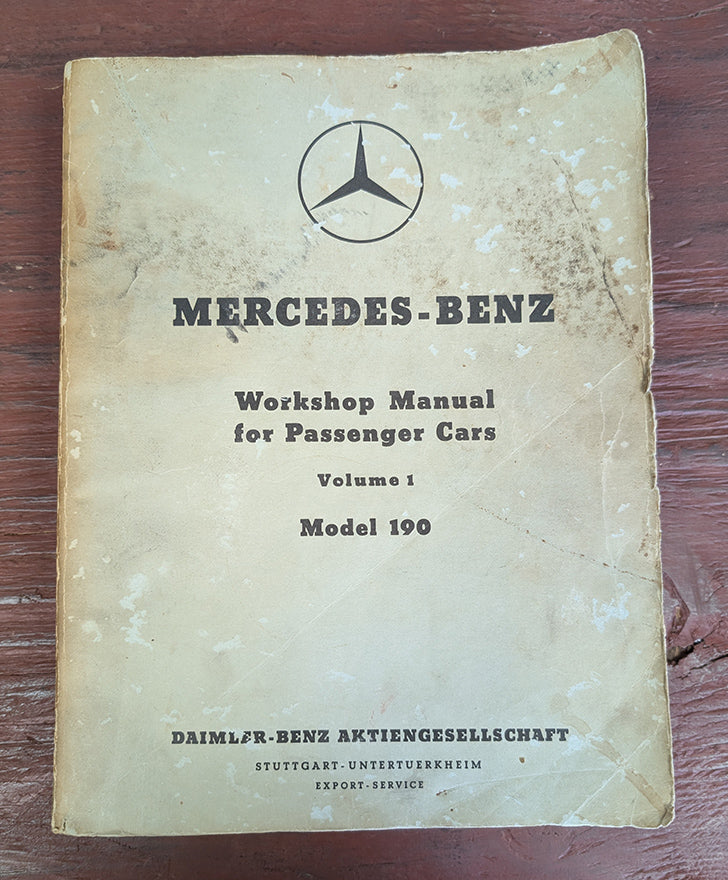 MERCEDES-BENZ
Workshop Manual
for Passenger Cars
Volume 1
Model 190
DAIMLER-BENZ AKTIENGESELLSCHAFT
STUTTGART-UNTERTUERKHEIM
EXPORT-SERVICE